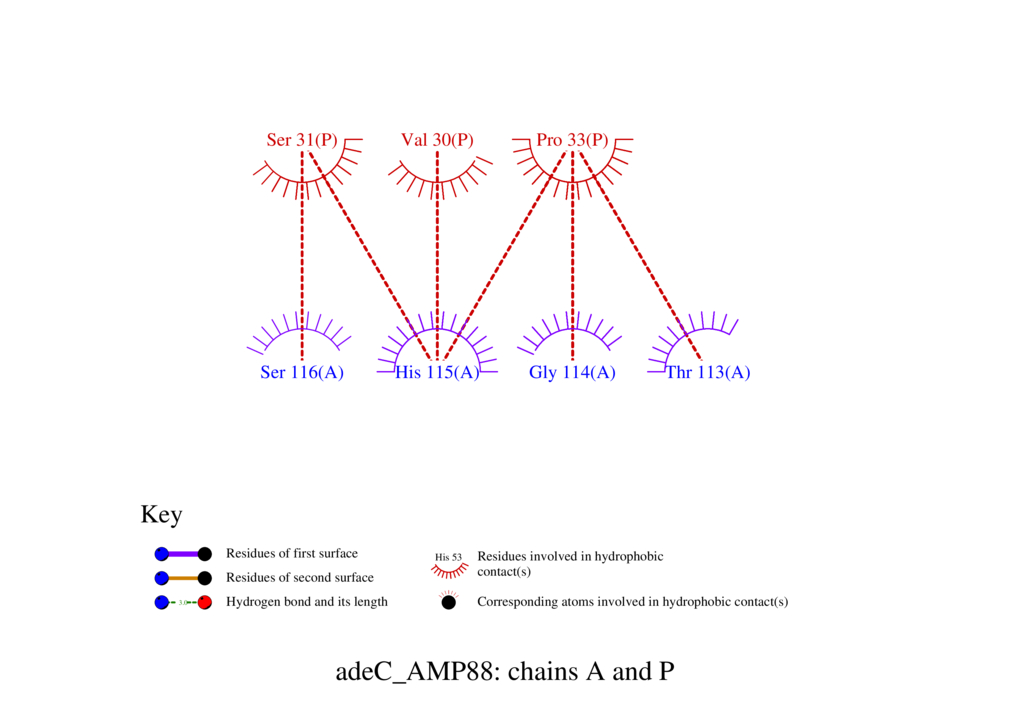 Ser 31(P) Val 30(P) Pro 33(P)
Ser 116(A) His 115(A) Gly 114(A) Thr 113(A)
Key
Residues of first surface
Residues of second surface
3.0
Hydrogen bond and its length
His 53
Residues involved in hydrophobic
contact(s)
Corresponding atoms involved in hydrophobic contact(s)
adeC_AMP88: chains A and P